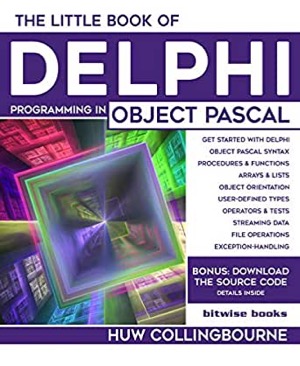 THE LITTLE BOOK OF
DELPHI
PROGRAMMING IN OBJECT PASCAL
GET STARTED WITH DELPHI
OBJECT PASCAL SYNTAX
PROCEDURES & FUNCTIONS
ARRAYS & LISTS
OBJECT ORIENTATION
USER-DEFINED TYPES
OPERATORS & TESTS
STREAMING DATA
FILE OPERATIONS
EXCEPTION-HANDLING
BONUS: DOWNLOAD
THE SOURCE CODE
DETAILS INSIDE
bitwise books
HUW COLLINGBOURNE